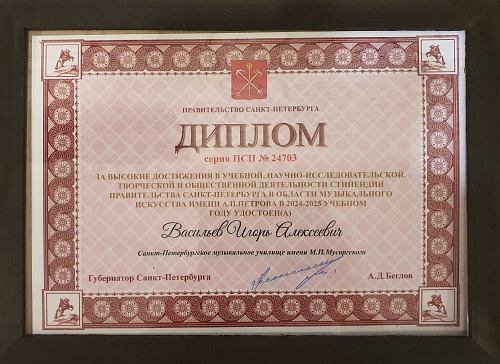 ПРАВИТЕЛЬСТВО САНКТ-ПЕТЕРБУРГА
ДИПЛОМ
серия ПСП № 24703
ЗА ВЫСОКИЕ ДОСТИЖЕНИЯ В УЧЕБНОЙ, НАУЧНО-ИССЛЕДОВАТЕЛЬСКОЙ,
ТВОРЧЕСКОЙ И ОБЩЕСТВЕННОЙ ДЕЯТЕЛЬНОСТИ СТИПЕНДИИ
ПРАВИТЕЛЬСТВА САНКТ-ПЕТЕРБУРГА В ОБЛАСТИ МУЗЫКАЛЬНОГО
ИСКУССТВА ИМЕНИ А.П.ПЕТРОВА В 2024-2025 УЧЕБНОМ
ГОДУ УДОСТОЕН(А)
Васильев Игорь Алексеевич
Санкт-Петербургское музыкальное училище имени М.П.Мусоргского
Губернатор Санкт-Петербурга А.Д.Беглов